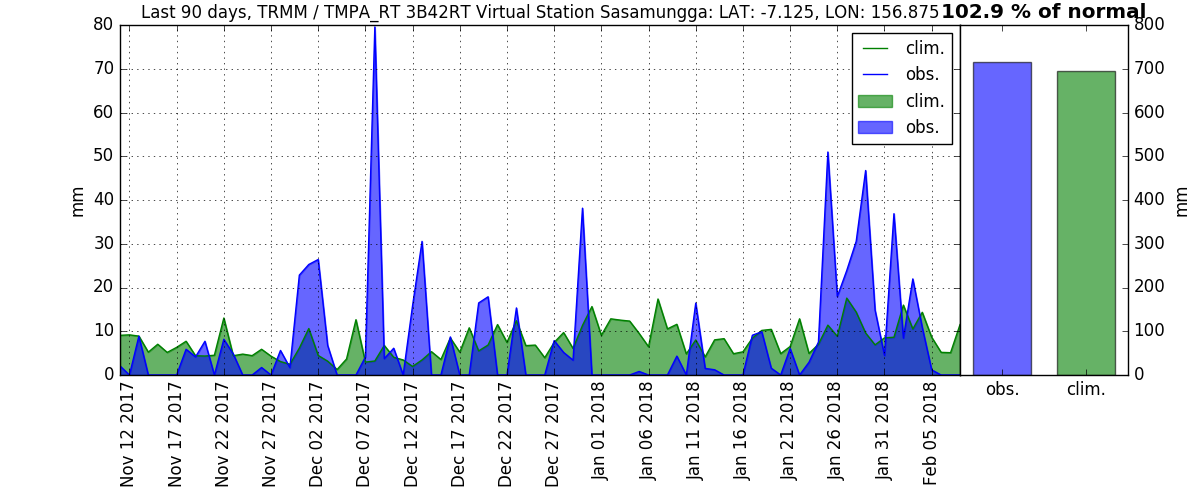 Last 90 days, TRMM / TMPA_RT 3B42RT Virtual Station Sasamungga: LAT: -7.125, LON: 156.875 102.9 % of normal
80
70
60
50
40
30
20
10
0
mm
clim.
obs.
clim.
obs.
800
700
600
500
400
300
200
100
0
mm
Nov 12 2017
Nov 17 2017
Nov 22 2017
Nov 27 2017
Dec 02 2017
Dec 07 2017
Dec 12 2017
Dec 17 2017
Dec 22 2017
Dec 27 2017
Jan 01 2018
Jan 06 2018
Jan 11 2018
Jan 16 2018
Jan 21 2018
Jan 26 2018
Jan 31 2018
Feb 05 2018
obs.
clim.